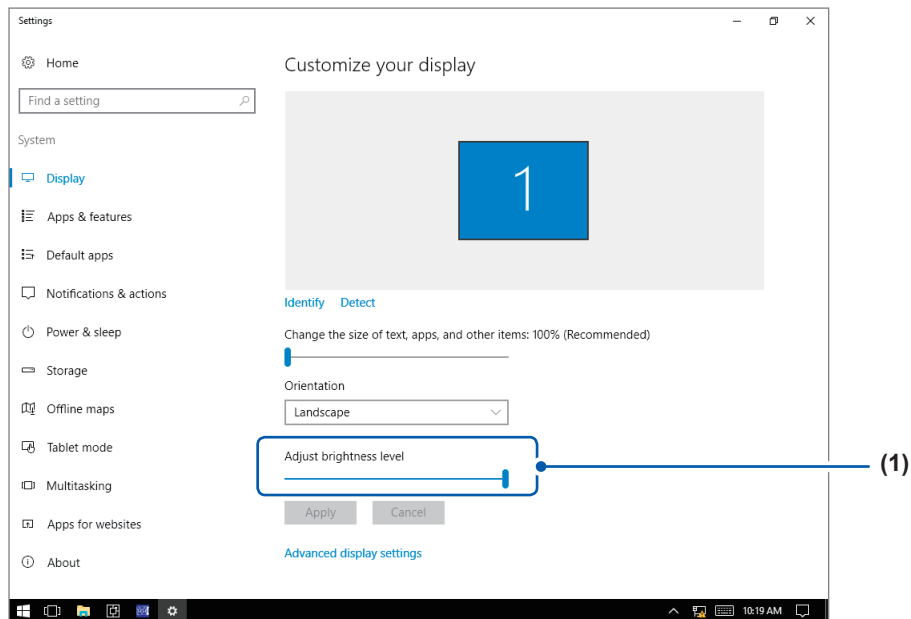 Settings
Home
Find a setting
System
Display
Apps & features
Default apps
Notifications & actions
Power & sleep
Storage
Offline maps
Tablet mode
Multitasking
Apps for websites
About
Customize your display
1
Identify Detect
Change the size of text, apps, and other items: 100% (Recommended)
Orientation
Landscape
Adjust brightness level
(1)
Apply Cancel
Advanced display settings
10:19 AM